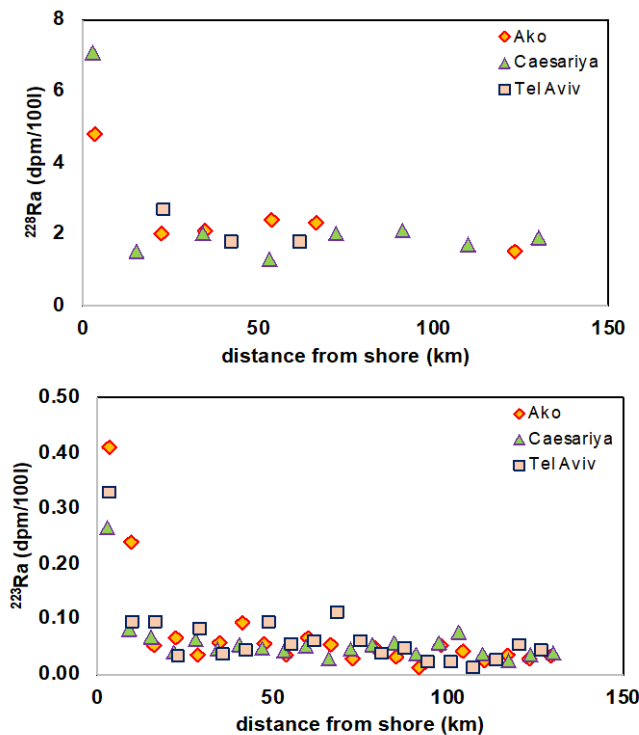 8
6
4
2
0
²²⁸Ra (dpm/100l)
Ako
Caesariya
Tel Aviv
0 50 100 150
distance from shore (km)
0.50
0.40
0.30
0.20
0.10
0.00
²²³Ra (dpm/100l)
Ako
Caesariya
Tel Aviv
0 50 100 150
distance from shore (km)